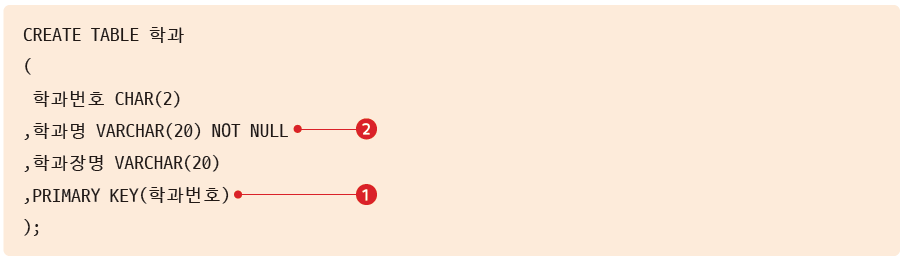 CREATE TABLE 학과
(
 학과번호 CHAR(2)
,학과명 VARCHAR(20) NOT NULL 2
,학과장명 VARCHAR(20)
,PRIMARY KEY(학과번호) 1
);